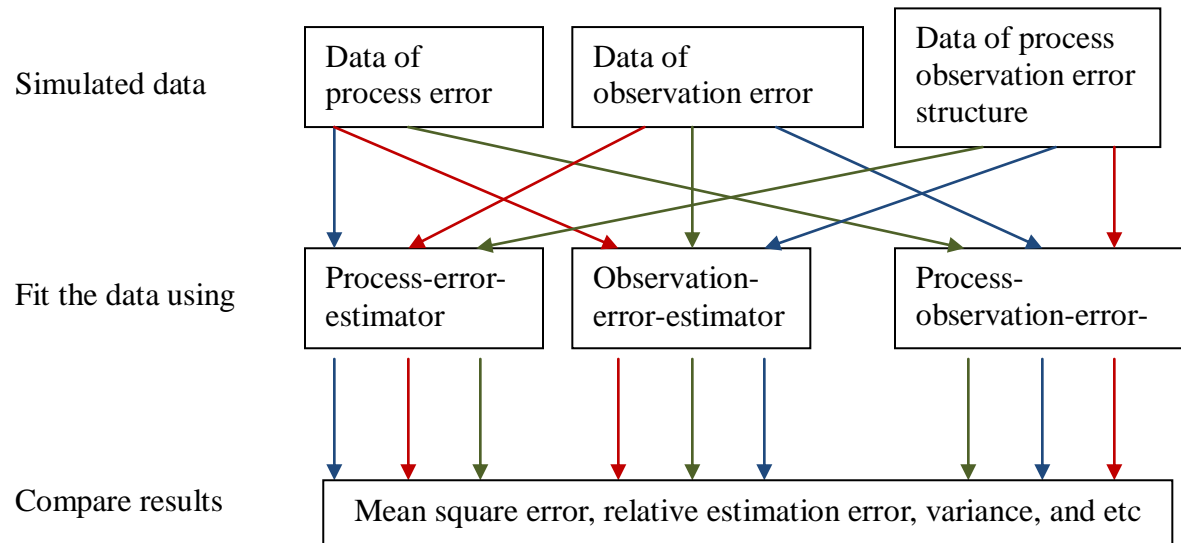 Simulated data
Data of
process error
Data of
observation error
Data of process
observation error
structure
Fit the data using
Process-error-
estimator
Observation-
error-estimator
Process-
observation-error-
Compare results
Mean square error, relative estimation error, variance, and etc